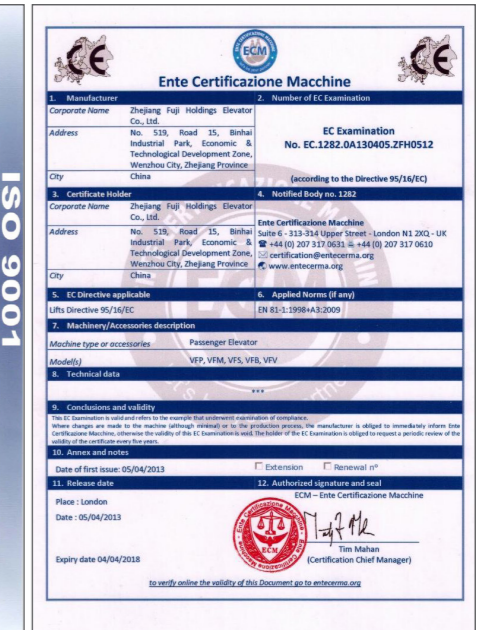 ISO 9001
ECM
Ente Certificazione Macchine
1. Manufacturer
Corporate Name Zhejiang Fuji Holdings Elevator
Co., Ltd.
Address No. 519, Road 15, Binhai
Industrial Park, Economic &
Technological Development Zone,
Wenzhou City, Zhejiang Province
City China
2. Number of EC Examination
EC Examination
No. EC.1282.0A130405.ZFH0512
(according to the Directive 95/16/EC)
3. Certificate Holder
Corporate Name Zhejiang Fuji Holdings Elevator
Co., Ltd.
Address No. 519, Road 15, Binhai
Industrial Park, Economic &
Technological Development Zone,
Wenzhou City, Zhejiang Province
City China
4. Notified Body no. 1282
Ente Certificazione Macchine
Suite 6 - 313-314 Upper Street - London N1 2XQ - UK
+44 (0) 207 317 0631 +44 (0) 207 317 0610
certification@entecerma.org
www.entecerma.org
5. EC Directive applicable
Lifts Directive 95/16/EC
6. Applied Norms (if any)
EN 81-1:1998+A3:2009
7. Machinery/Accessories description
Machine type or accessories Passenger Elevator
Model(s) VFP, VFM, VFS, VFB, VFV
8. Technical data
***
9. Conclusions and validity
This EC Examination is valid and refers to the example that underwent examination of compliance.
Where changes are made to the machine (although minimal) or to the production process, the manufacturer is obliged to immediately inform Ente
Certificazione Macchine, otherwise the validity of this EC Examination is void. The holder of the EC Examination is obliged to request a periodic review of the
validity of the certificate every five years.
10. Annex and notes
Date of first issue: 05/04/2013 Extension Renewal nº
11. Release date
Place : London
Date : 05/04/2013
Expiry date 04/04/2018
12. Authorized signature and seal
ECM – Ente Certificazione Macchine
Ente Certificazione Macchine
ECM
Tim Mahan
(Certification Chief Manager)
to verify online the validity of this Document go to entecerma.org